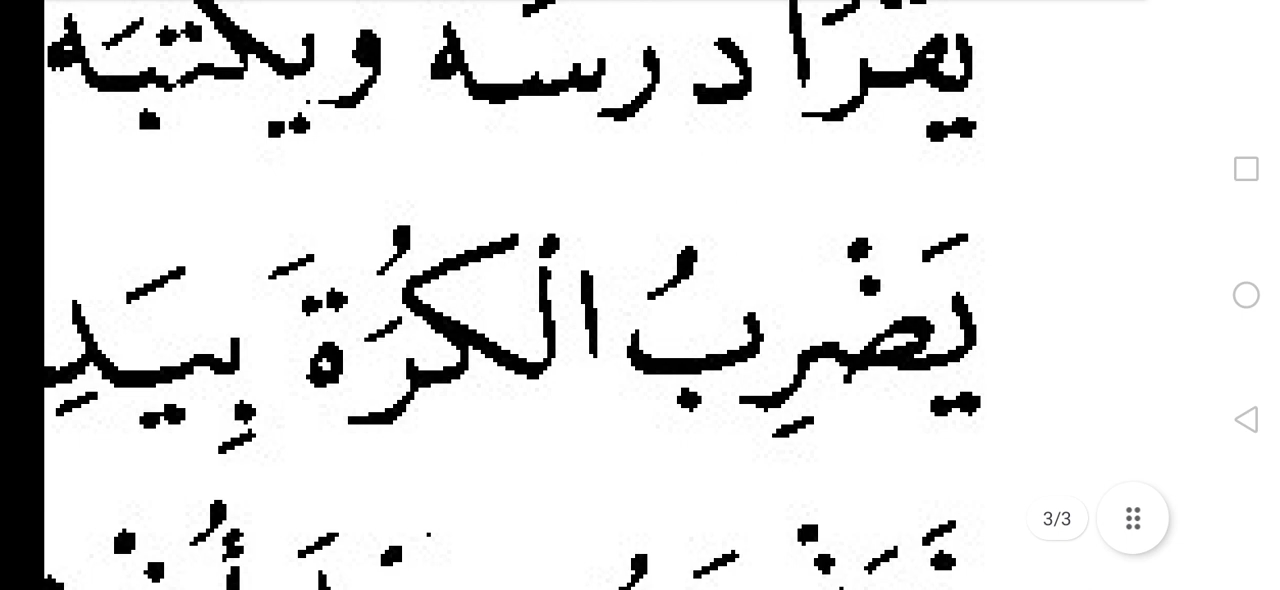 يقرأ درسه ويكتبه
يَضْرِبُ الْكُرَةَ بِيَدِ
3/3